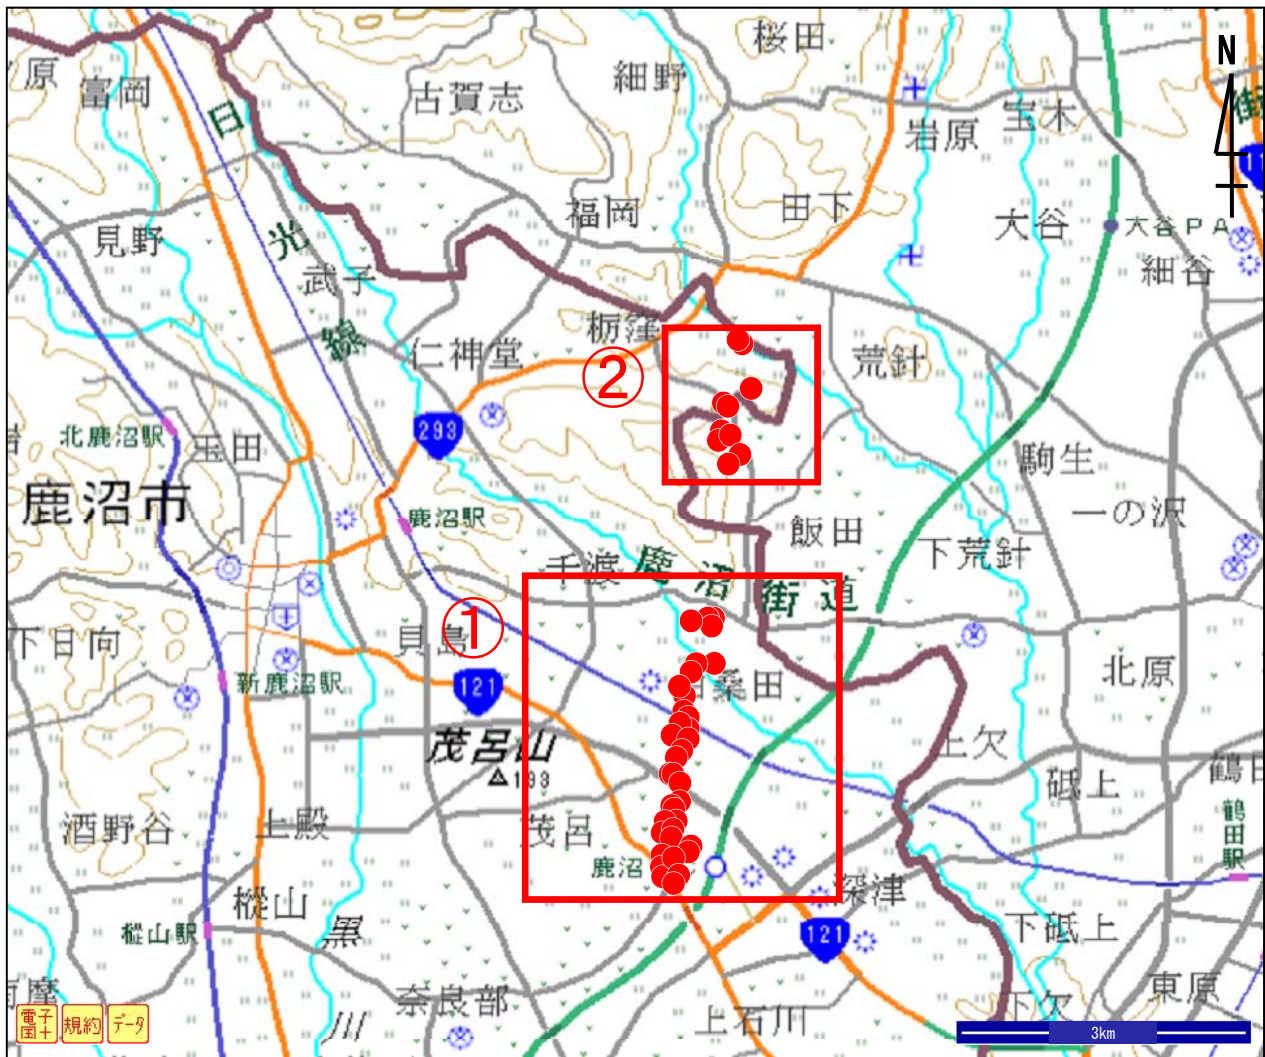 桜田
N
原
富岡
古賀志
細野
日
岩原
宝木
街
福岡
田下
大谷
大谷PA
見野
光
細谷
武子
線
栃窪
仁神堂
荒針
②
北鹿沼駅
玉田
293
駒生
鹿沼市
鹿沼駅
一の沢
飯田
下荒針
千渡
鹿沼
街道
①
下日向
貝島
北原
新鹿沼駅
121
桑田
茂呂山
上欠
193
砥上
鶴田駅
酒野谷
上殿
茂呂
鹿沼
深津
樅山
樅山駅
黒
121
下砥上
川
奈良部
上石川
下欠
東原
電子国土
規約
データ
3km